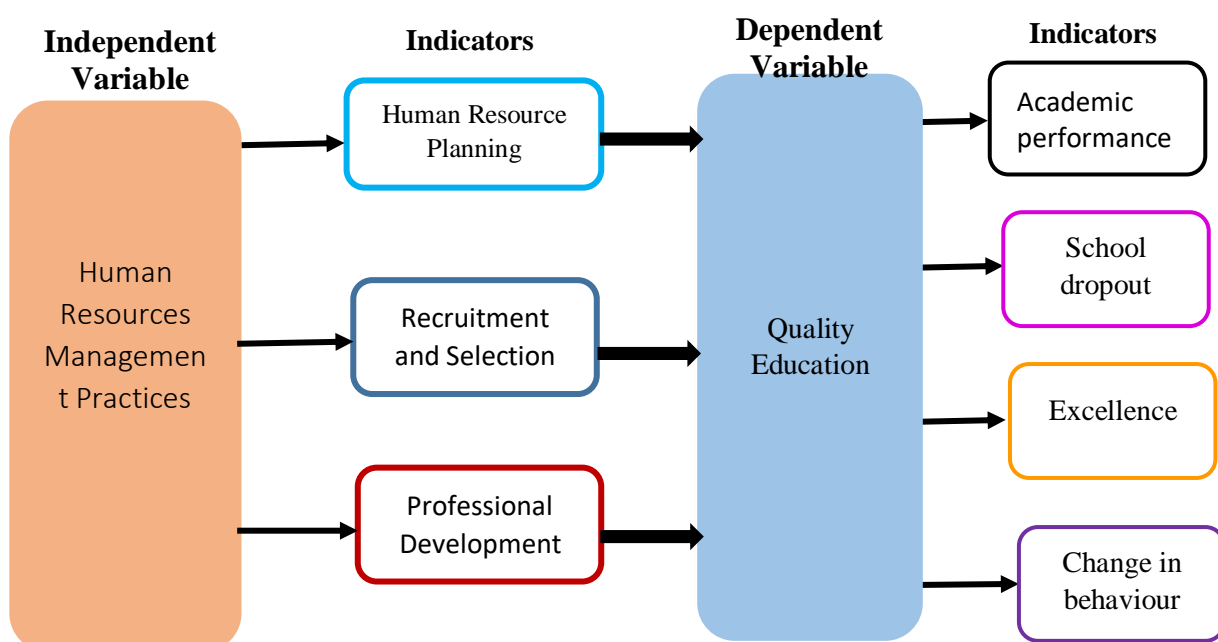 Independent
Variable
Indicators
Dependent
Variable
Indicators
Human
Resources
Managemen
t Practices
Human Resource
Planning
Recruitment
and Selection
Professional
Development
Quality
Education
Academic
performance
School
dropout
Excellence
Change in
behaviour